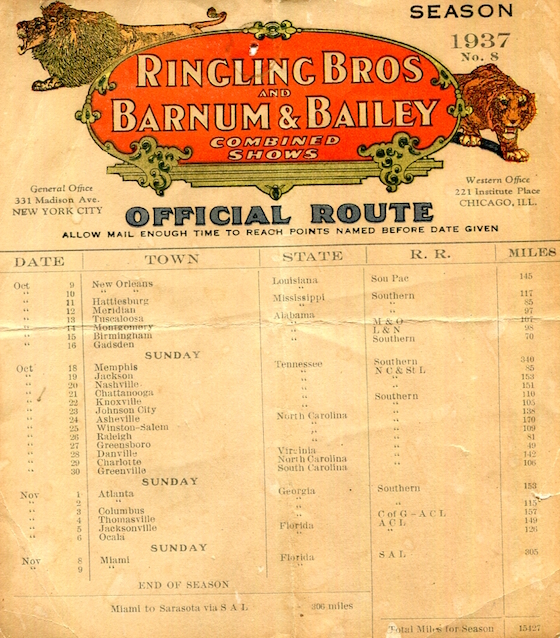 SEASON
1937
No. 8
RINGLING BROS
AND
BARNUM & BAILEY
COMBINED
SHOWS
General Office
331 Madison Ave.
NEW YORK CITY
Western Office
221 Institute Place
CHICAGO, ILL.
OFFICIAL ROUTE
ALLOW MAIL ENOUGH TIME TO REACH POINTS NAMED BEFORE DATE GIVEN
DATE TOWN STATE R. R. MILES
Oct 9 New Orleans Louisiana Sou Pac 145
" 10 " " "
" 11 Hattiesburg Mississippi Southern 117
" 12 Meridan " " 85
" 13 Tuscaloosa Alabama " 97
" 14 Montgomery " M & O 107
" 15 Birmingham " L & N 98
" 16 Gadsden " Southern 70
SUNDAY
Oct 18 Memphis Tennessee Southern
" 19 Jackson " N C & St L 85
" 20 Nashville " " 153
" 21 Chattanooga " " 151
" 22 Knoxville " Southern 110
" 23 Johnson City " " 105
" 24 Asheville North Carolina " 138
" 25 Winston-Salem " " 170
" 26 Raleigh " " 109
" 27 Greensboro " " 81
" 28 Danville Virginia " 49
" 29 Charlotte North Carolina " 142
" 30 Greenville South Carolina " 106
SUNDAY
Nov 1 Atlanta Georgia Southern 153
" 2 " "
" 3 Columbus " " 115
" 4 Thomasville " C of G – A C L 157
" 5 Jacksonville Florida A C L 149
" 6 Ocala " " 126
SUNDAY
Nov 8 Miami Florida S A L 305
" 9 "
END OF SEASON
Miami to Sarasota via S A L 306 miles
Total Miles for Season 15427